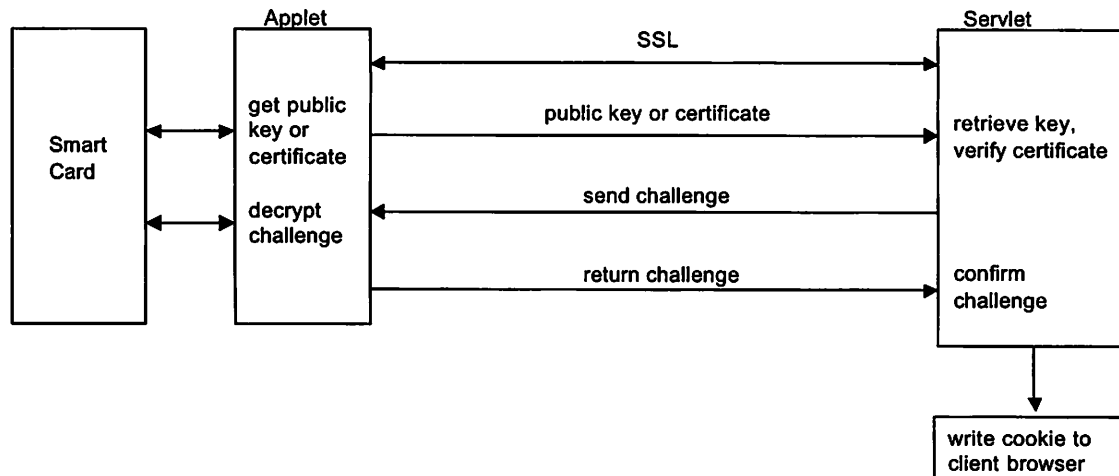 Applet
Servlet
SSL
get public
key or
certificate
public key or certificate
retrieve key,
verify certificate
Smart
Card
send challenge
decrypt
challenge
return challenge
confirm
challenge
write cookie to
client browser